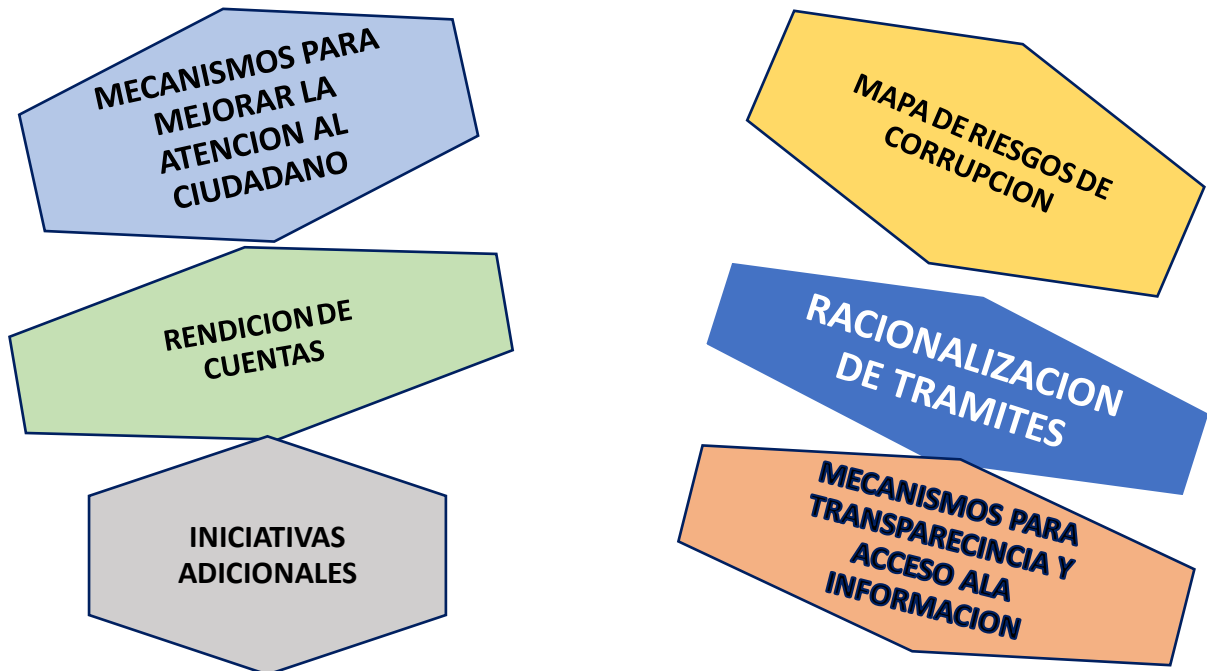 MECANISMOS PARA
MEJORAR LA
ATENCION AL
CIUDADANO
RENDICION DE
CUENTAS
INICIATIVAS
ADICIONALES
MAPA DE RIESGOS DE
CORRUPCION
RACIONALIZACION
DE TRAMITES
MECANISMOS PARA
TRANSPARECINCIA Y
ACCESO ALA
INFORMACION